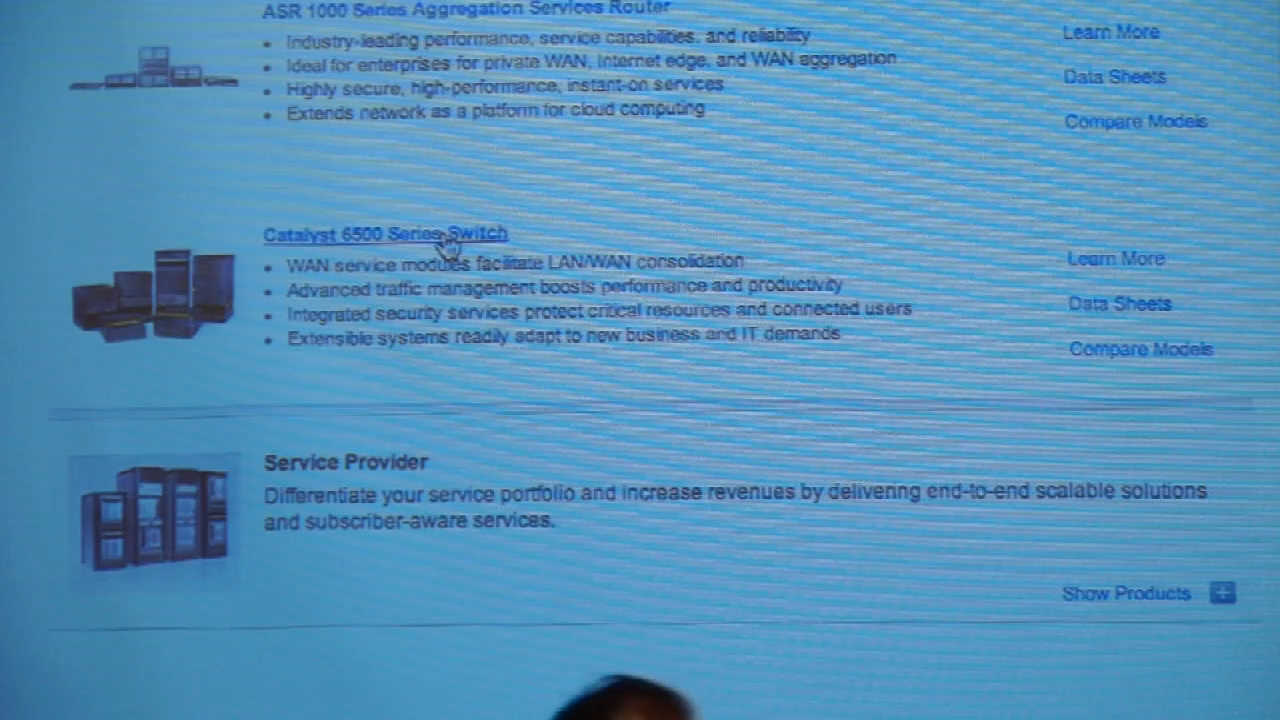 ASR 1000 Series Aggregation Services Router
• Industry-leading performance, service capabilities, and reliability
Learn More
• Ideal for enterprises for private WAN, Internet edge, and WAN aggregation
• Highly secure, high-performance, instant-on services
Data Sheets
• Extends network as a platform for cloud computing
Compare Models
Catalyst 6500 Series Switch
• WAN service modules facilitate LAN/WAN consolidation
Learn More
• Advanced traffic management boosts performance and productivity
• Integrated security services protect critical resources and connected users
Data Sheets
• Extensible systems readily adapt to new business and IT demands
Compare Models
Service Provider
Differentiate your service portfolio and increase revenues by delivering end-to-end scalable solutions
and subscriber-aware services.
Show Products +